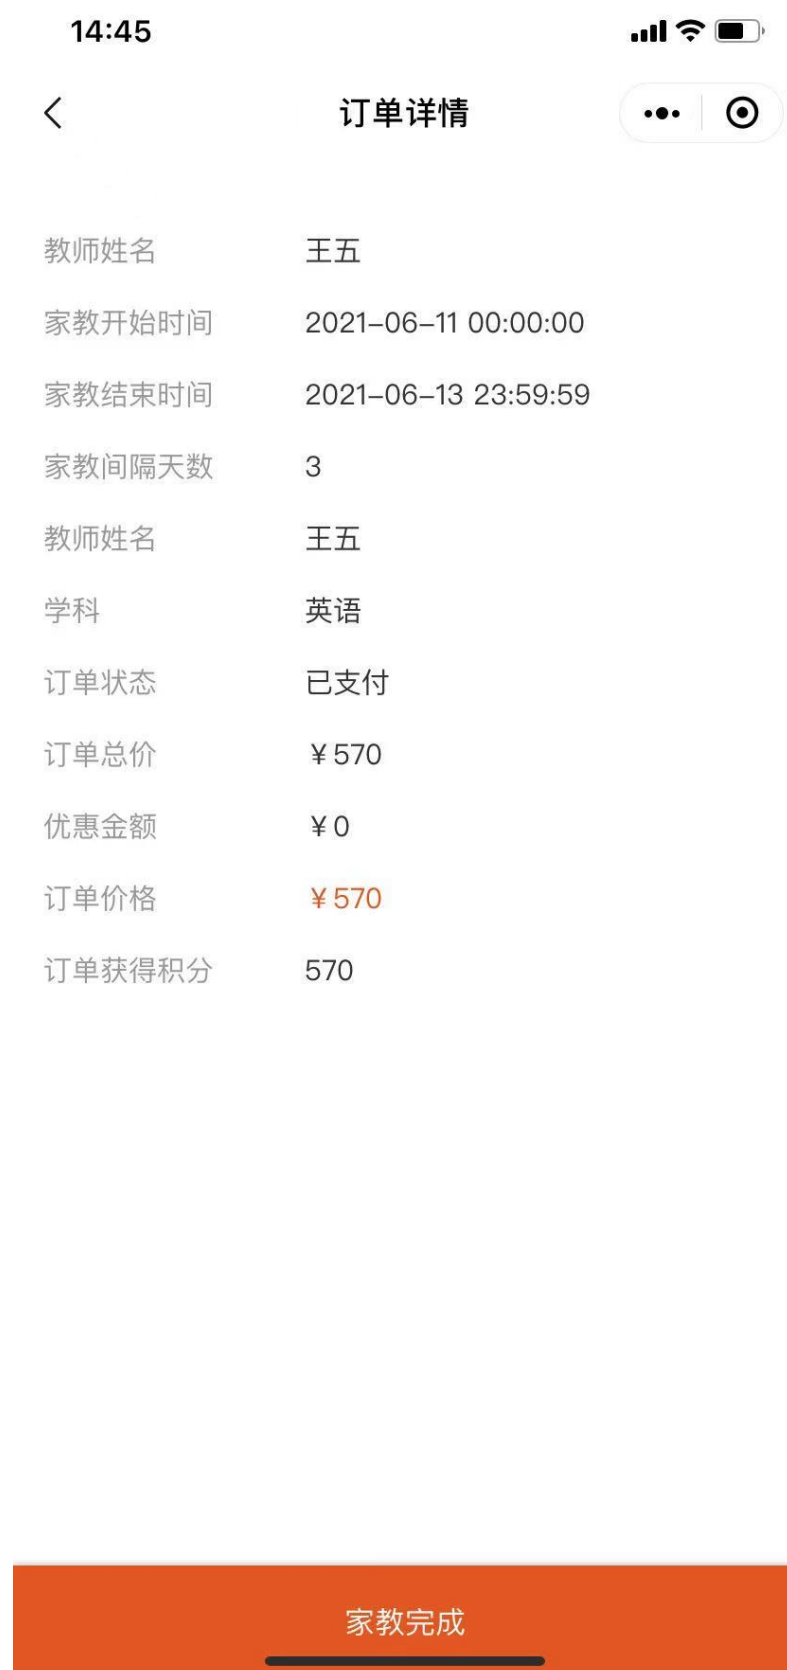 14:45
订单详情
教师姓名 王五
家教开始时间 2021-06-11 00:00:00
家教结束时间 2021-06-13 23:59:59
家教间隔天数 3
教师姓名 王五
学科 英语
订单状态 已支付
订单总价 ￥570
优惠金额 ￥0
订单价格 ￥570
订单获得积分 570
家教完成